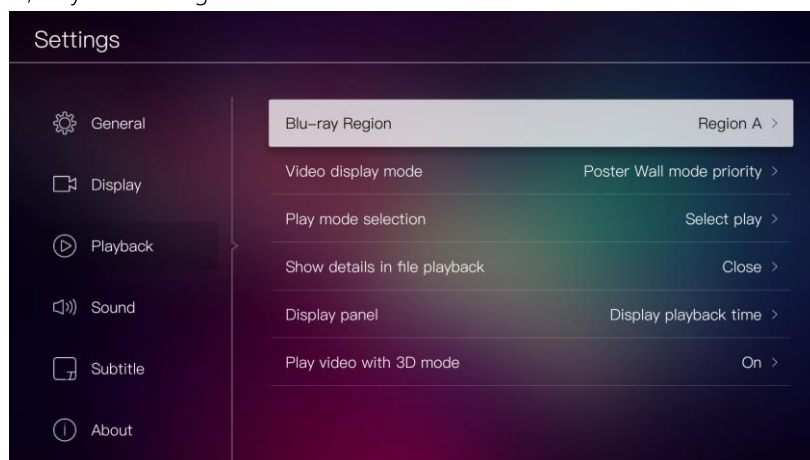 Settings
General
Display
Playback
Sound
Subtitle
About
Blu-ray Region Region A >
Video display mode Poster Wall mode priority >
Play mode selection Select play >
Show details in file playback Close >
Display panel Display playback time >
Play video with 3D mode On >